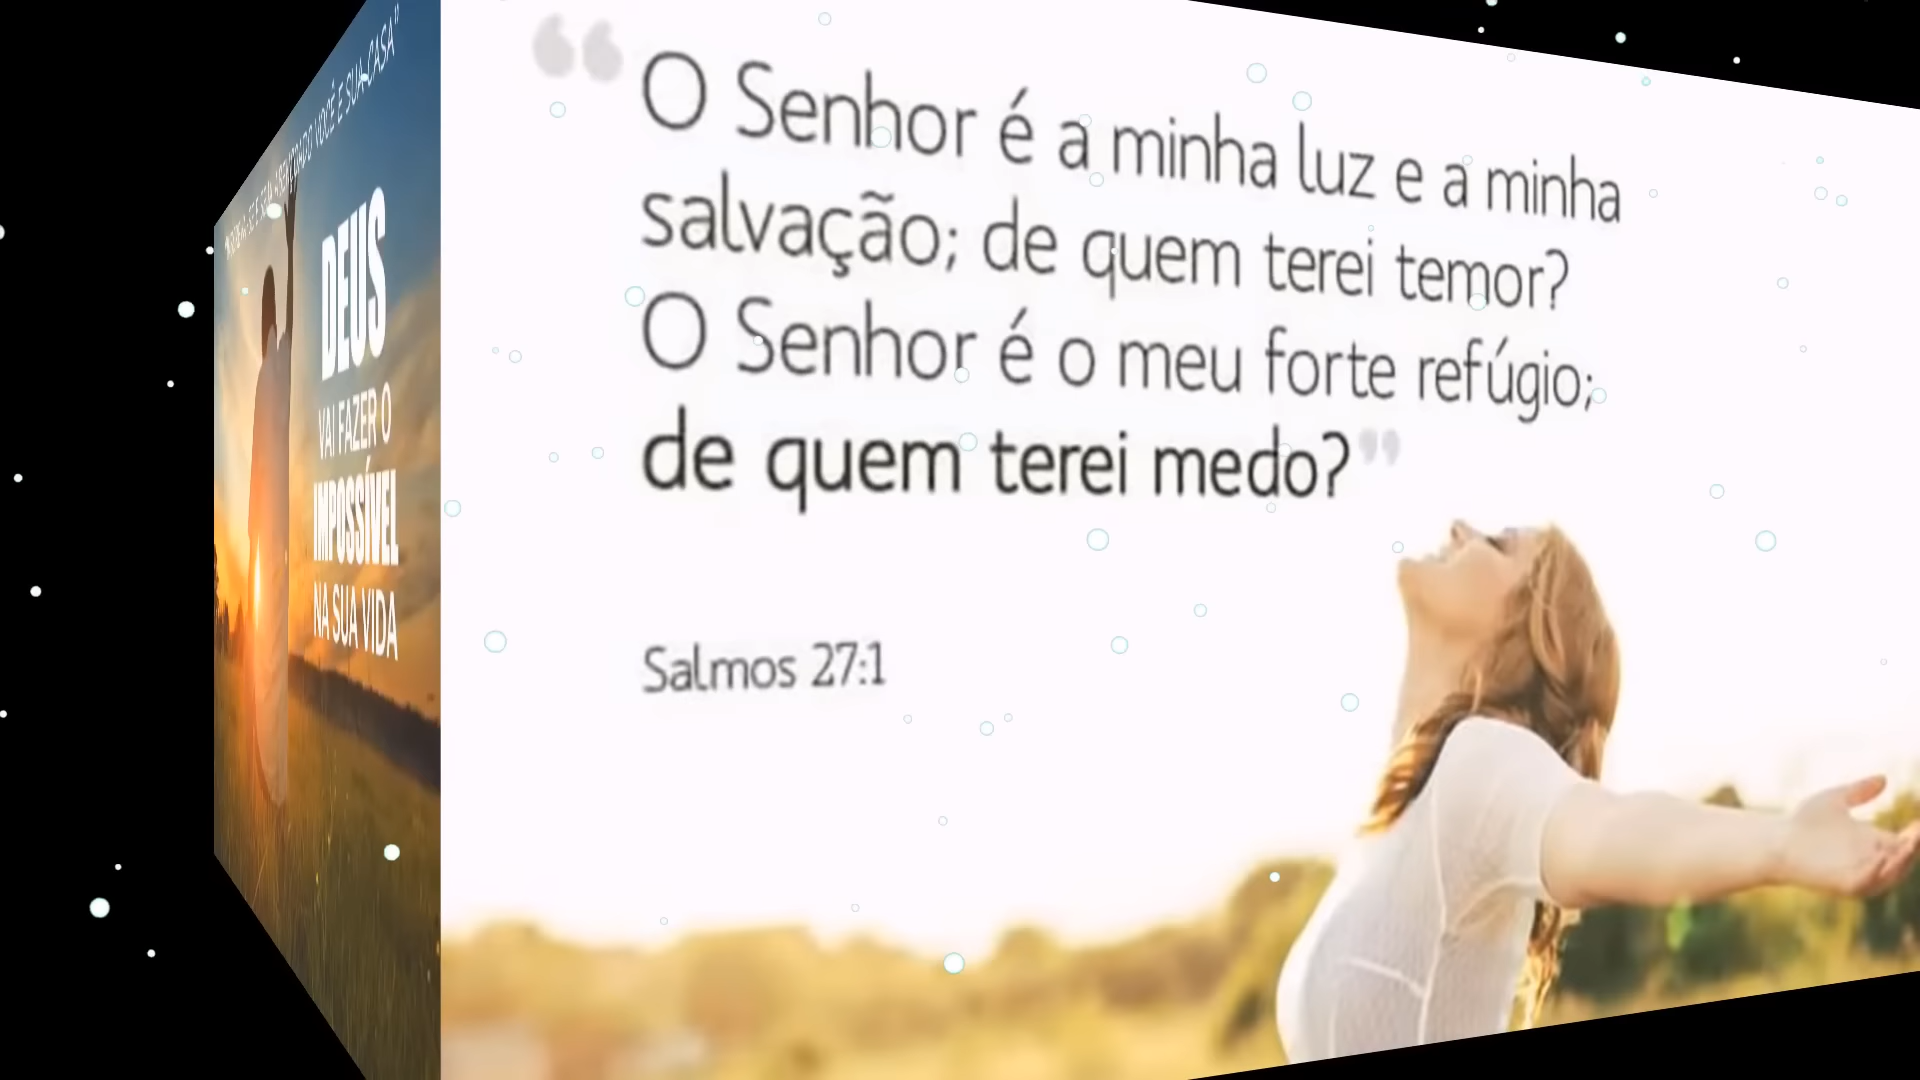 DEUS
VAI FAZER O
IMPOSSÍVEL
NA SUA VIDA
“O Senhor é a minha luz e a minha
salvação; de quem terei temor?
O Senhor é o meu forte refúgio;
de quem terei medo?”
Salmos 27:1